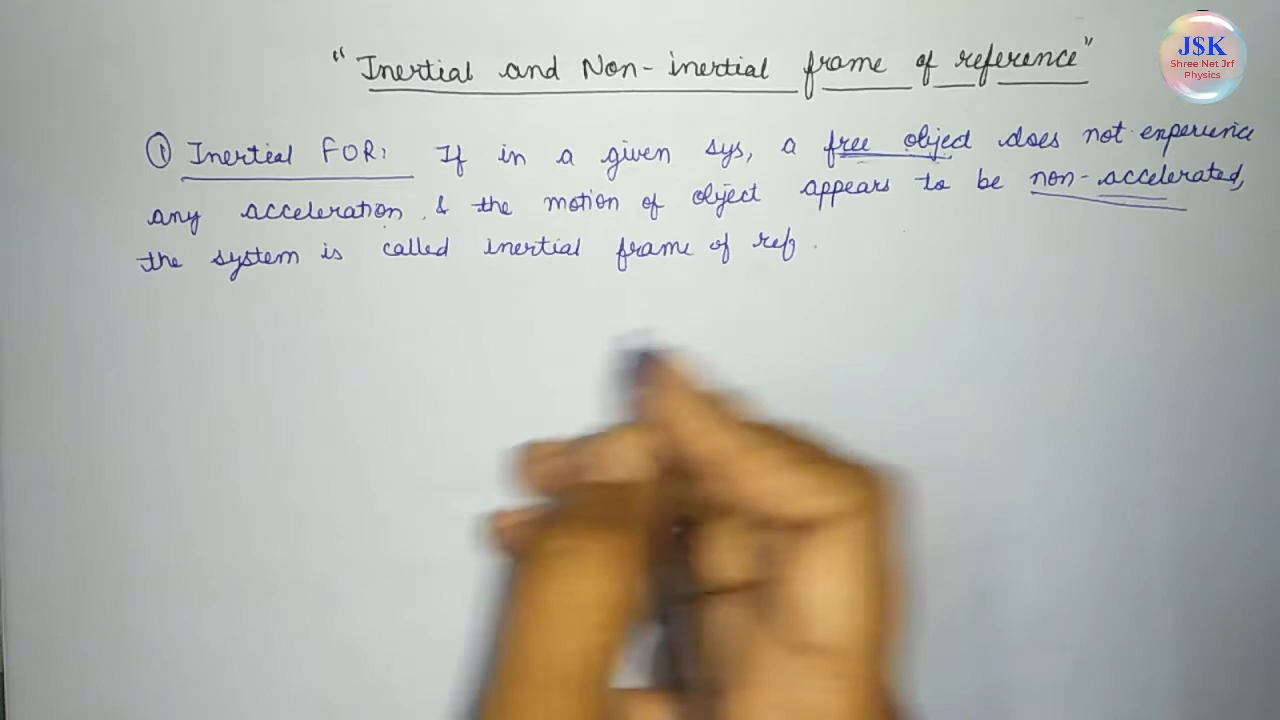 "Inertial and Non-inertial frame of reference"
① Inertial FOR: If in a given sys, a free object does not experience
any acceleration & the motion of object appears to be non-accelerated,
the system is called inertial frame of ref.
J$K
Shree Net Jrf
Physics